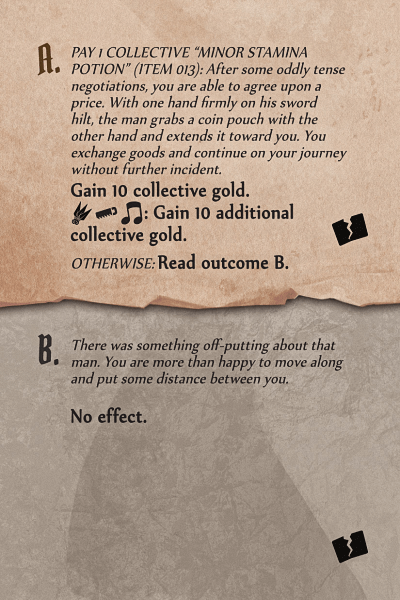 A. PAY 1 COLLECTIVE “MINOR STAMINA
POTION” (ITEM 013): After some oddly tense
negotiations, you are able to agree upon a
price. With one hand firmly on his sword
hilt, the man grabs a coin pouch with the
other hand and extends it toward you. You
exchange goods and continue on your journey
without further incident.
Gain 10 collective gold.
: Gain 10 additional
collective gold.
OTHERWISE: Read outcome B.
B. There was something off-putting about that
man. You are more than happy to move along
and put some distance between you.
No effect.